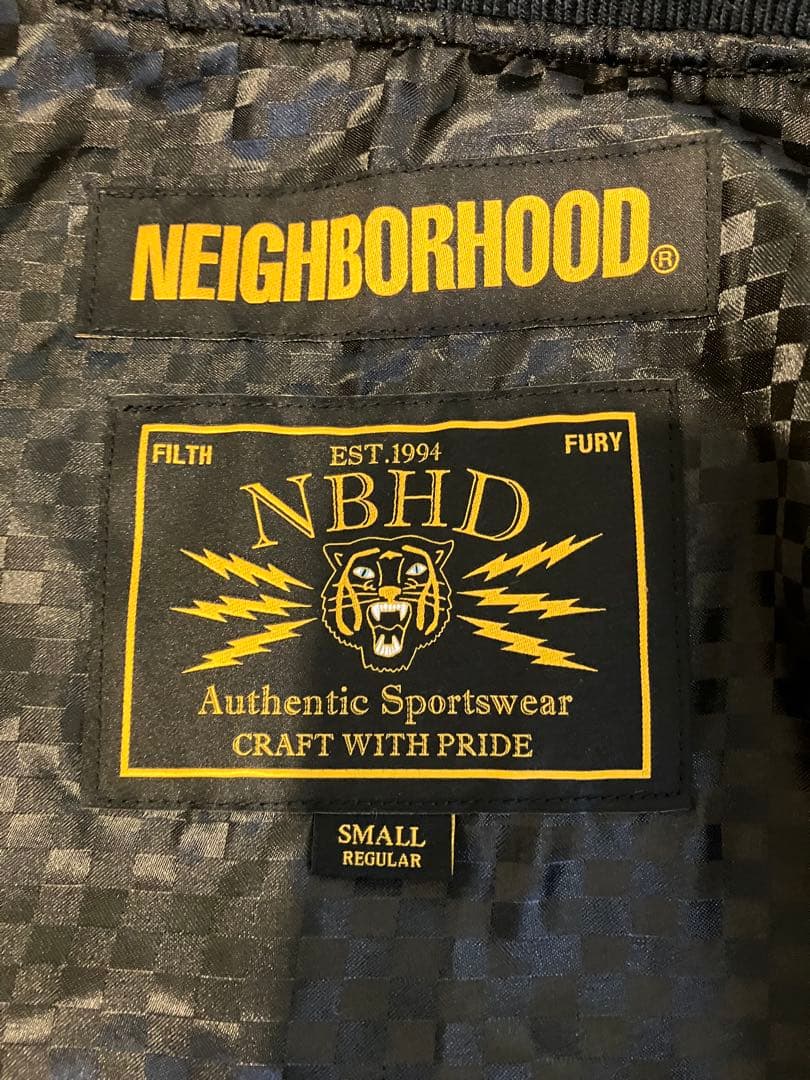 NEIGHBORHOOD®
FILTH EST.1994 FURY
NBHD
Authentic Sportswear
CRAFT WITH PRIDE
SMALL
REGULAR